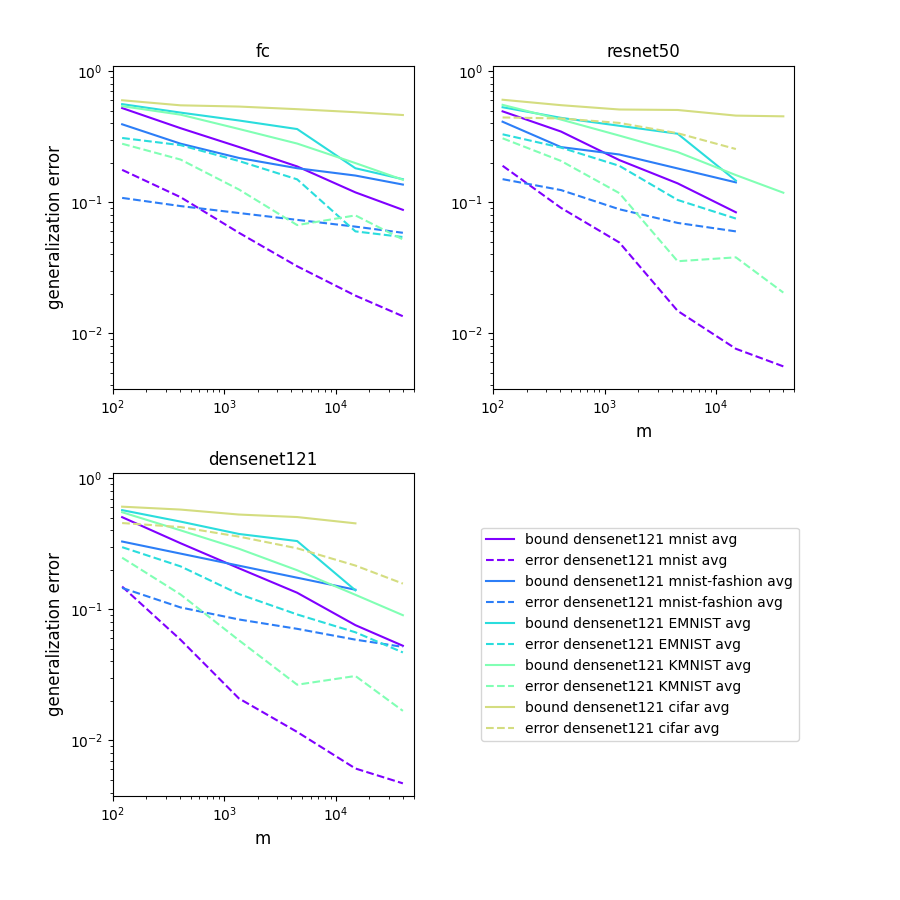 fc
10⁰
10⁻¹
10⁻²
generalization error
10² 10³ 10⁴
resnet50
10⁰
10⁻¹
10⁻²
10² 10³ 10⁴
m
densenet121
10⁰
10⁻¹
10⁻²
generalization error
10² 10³ 10⁴
m
bound densenet121 mnist avg
error densenet121 mnist avg
bound densenet121 mnist-fashion avg
error densenet121 mnist-fashion avg
bound densenet121 EMNIST avg
error densenet121 EMNIST avg
bound densenet121 KMNIST avg
error densenet121 KMNIST avg
bound densenet121 cifar avg
error densenet121 cifar avg